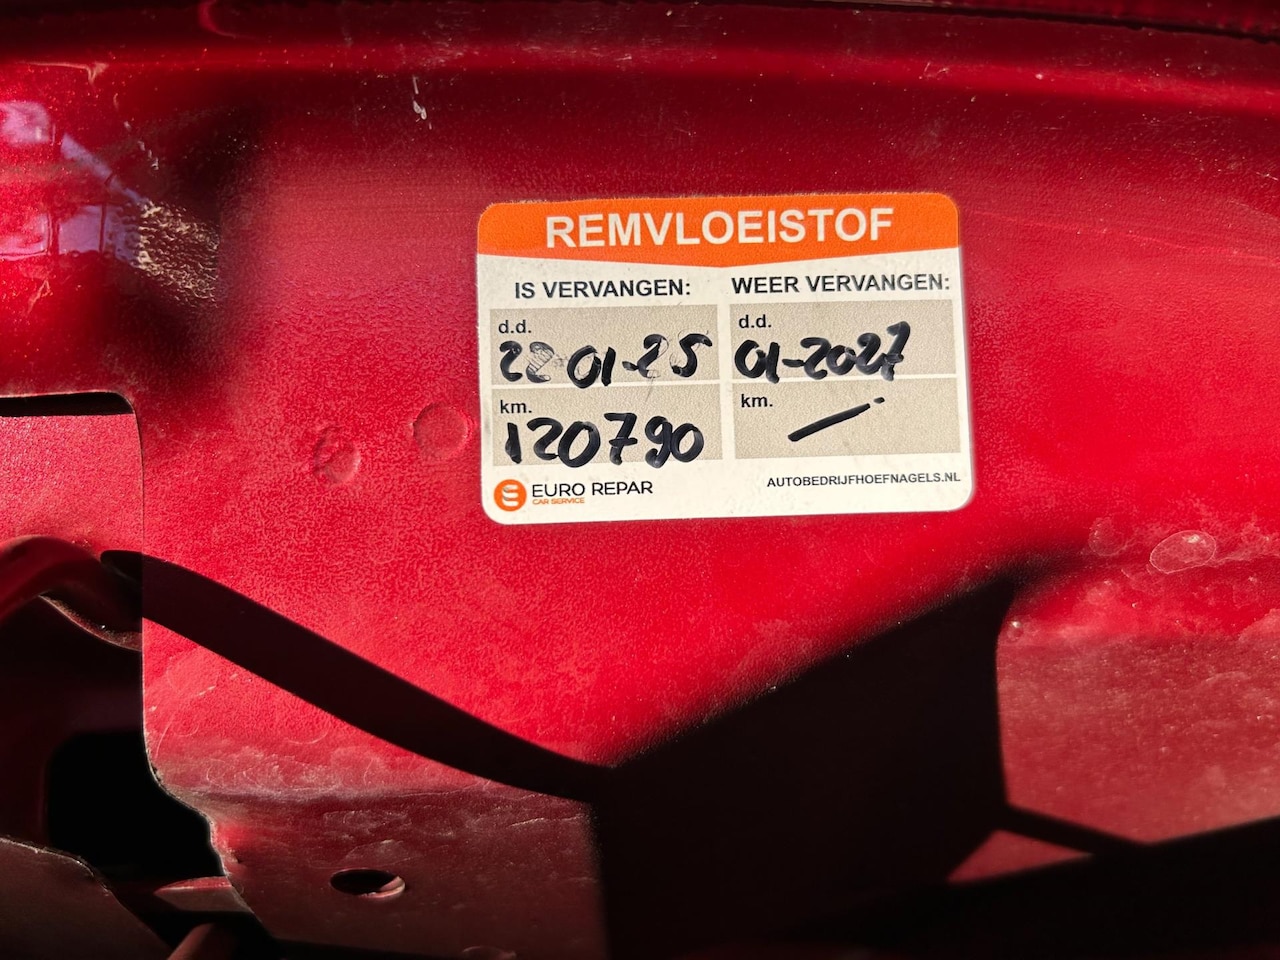 REMVLOEISTOF
IS VERVANGEN:
WEER VERVANGEN:
d.d.
22-01-25
d.d.
01-2027
km.
120790
km.
—
EURO REPAR
CAR SERVICE
AUTOBEDRIJFHOEFNAGELS.NL